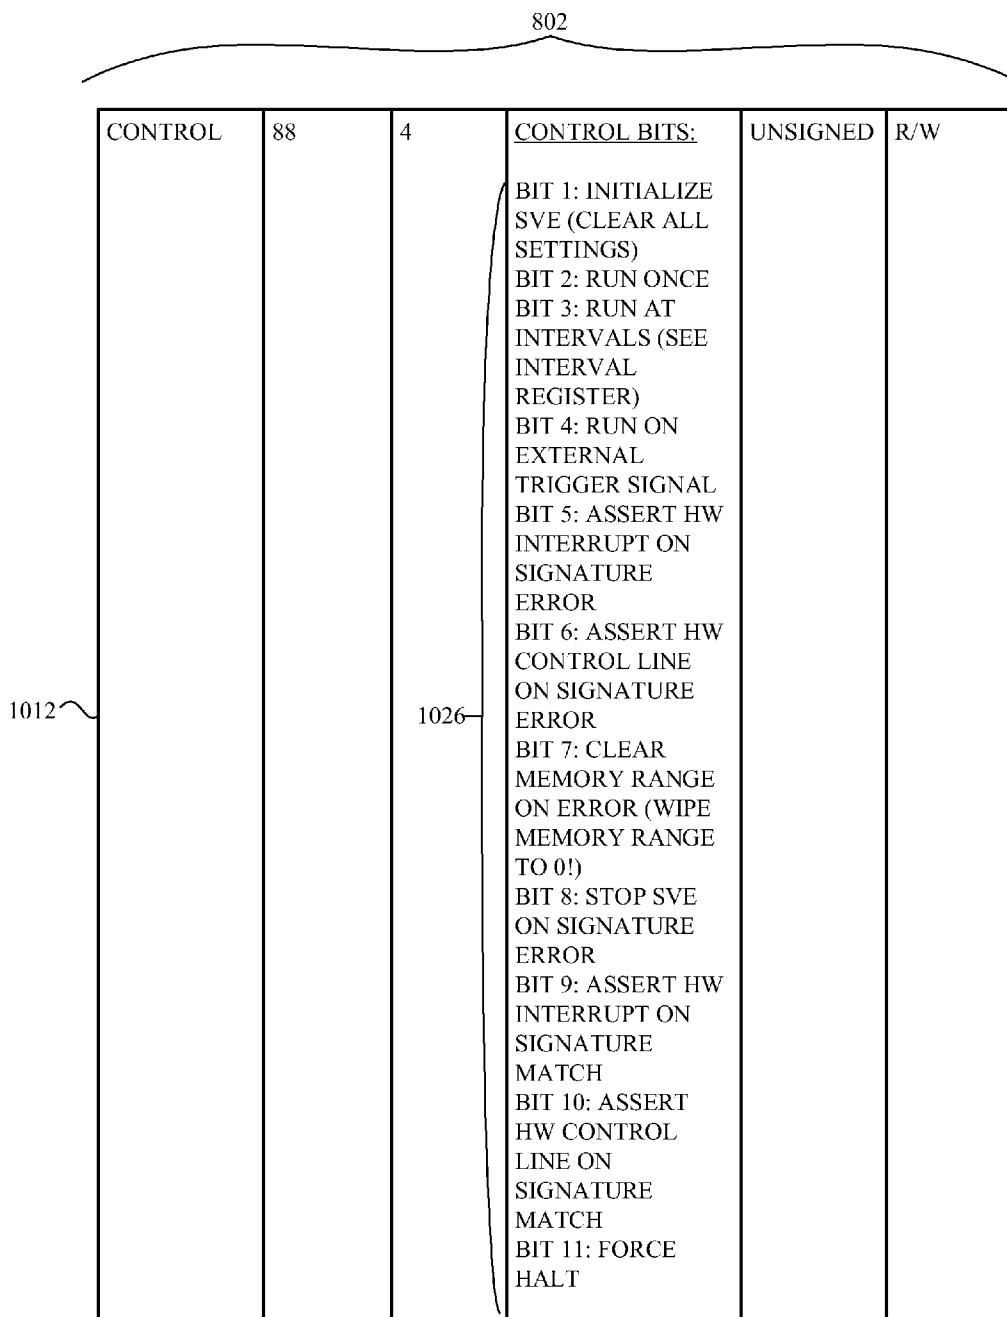 802
CONTROL 88 4 CONTROL BITS: UNSIGNED R/W
BIT 1: INITIALIZE
SVE (CLEAR ALL
SETTINGS)
BIT 2: RUN ONCE
BIT 3: RUN AT
INTERVALS (SEE
INTERVAL
REGISTER)
BIT 4: RUN ON
EXTERNAL
TRIGGER SIGNAL
BIT 5: ASSERT HW
INTERRUPT ON
SIGNATURE
ERROR
BIT 6: ASSERT HW
CONTROL LINE
ON SIGNATURE
1012 1026 ERROR
BIT 7: CLEAR
MEMORY RANGE
ON ERROR (WIPE
MEMORY RANGE
TO 0!)
BIT 8: STOP SVE
ON SIGNATURE
ERROR
BIT 9: ASSERT HW
INTERRUPT ON
SIGNATURE
MATCH
BIT 10: ASSERT
HW CONTROL
LINE ON
SIGNATURE
MATCH
BIT 11: FORCE
HALT